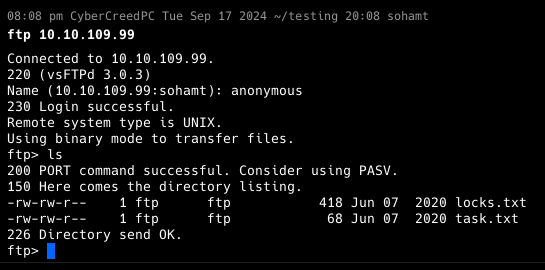 08:08 pm CyberCreedPC Tue Sep 17 2024 ~/testing 20:08 sohamt
ftp 10.10.109.99
Connected to 10.10.109.99.
220 (vsFTPd 3.0.3)
Name (10.10.109.99:sohamt): anonymous
230 Login successful.
Remote system type is UNIX.
Using binary mode to transfer files.
ftp> ls
200 PORT command successful. Consider using PASV.
150 Here comes the directory listing.
-rw-rw-r--    1 ftp      ftp           418 Jun 07  2020 locks.txt
-rw-rw-r--    1 ftp      ftp            68 Jun 07  2020 task.txt
226 Directory send OK.
ftp>